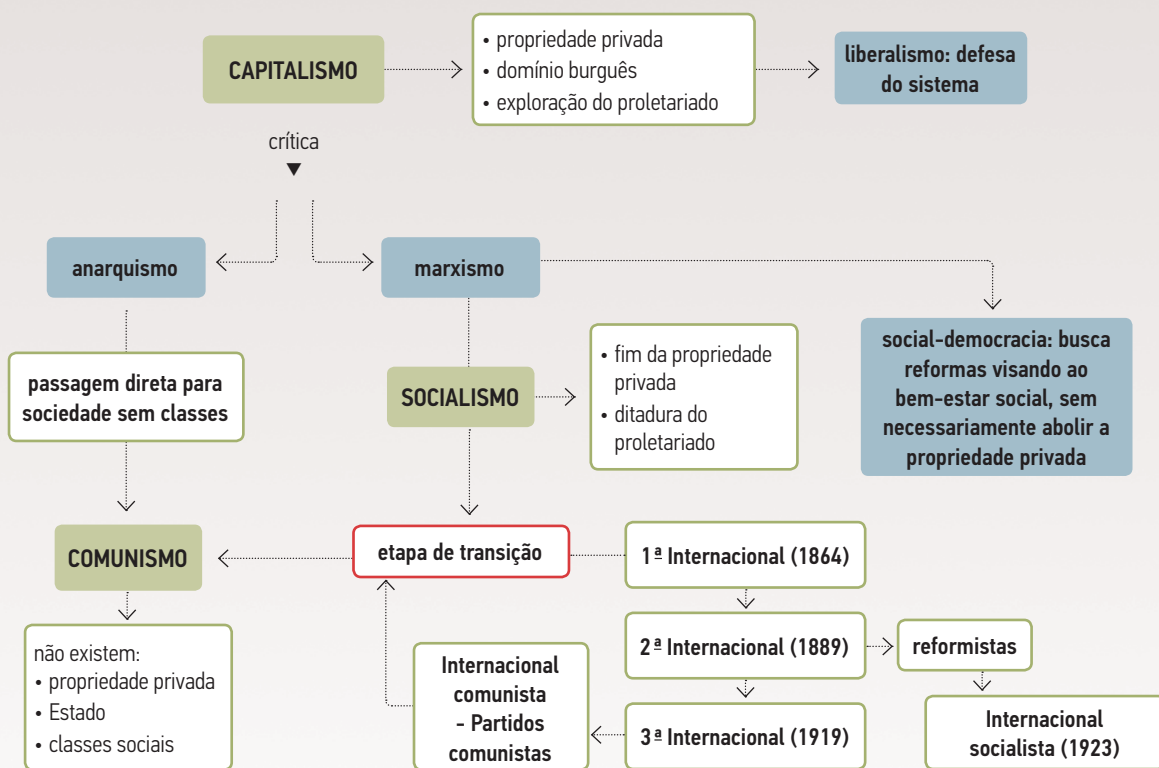 CAPITALISMO
• propriedade privada
• domínio burguês
• exploração do proletariado
liberalismo: defesa
do sistema
crítica
anarquismo
marxismo
social-democracia: busca
reformas visando ao
bem-estar social, sem
necessariamente abolir a
propriedade privada
passagem direta para
sociedade sem classes
SOCIALISMO
• fim da propriedade
privada
• ditadura do
proletariado
COMUNISMO
etapa de transição
1ª Internacional (1864)
não existem:
• propriedade privada
• Estado
• classes sociais
Internacional
comunista
- Partidos
comunistas
2ª Internacional (1889)
reformistas
3ª Internacional (1919)
Internacional
socialista (1923)